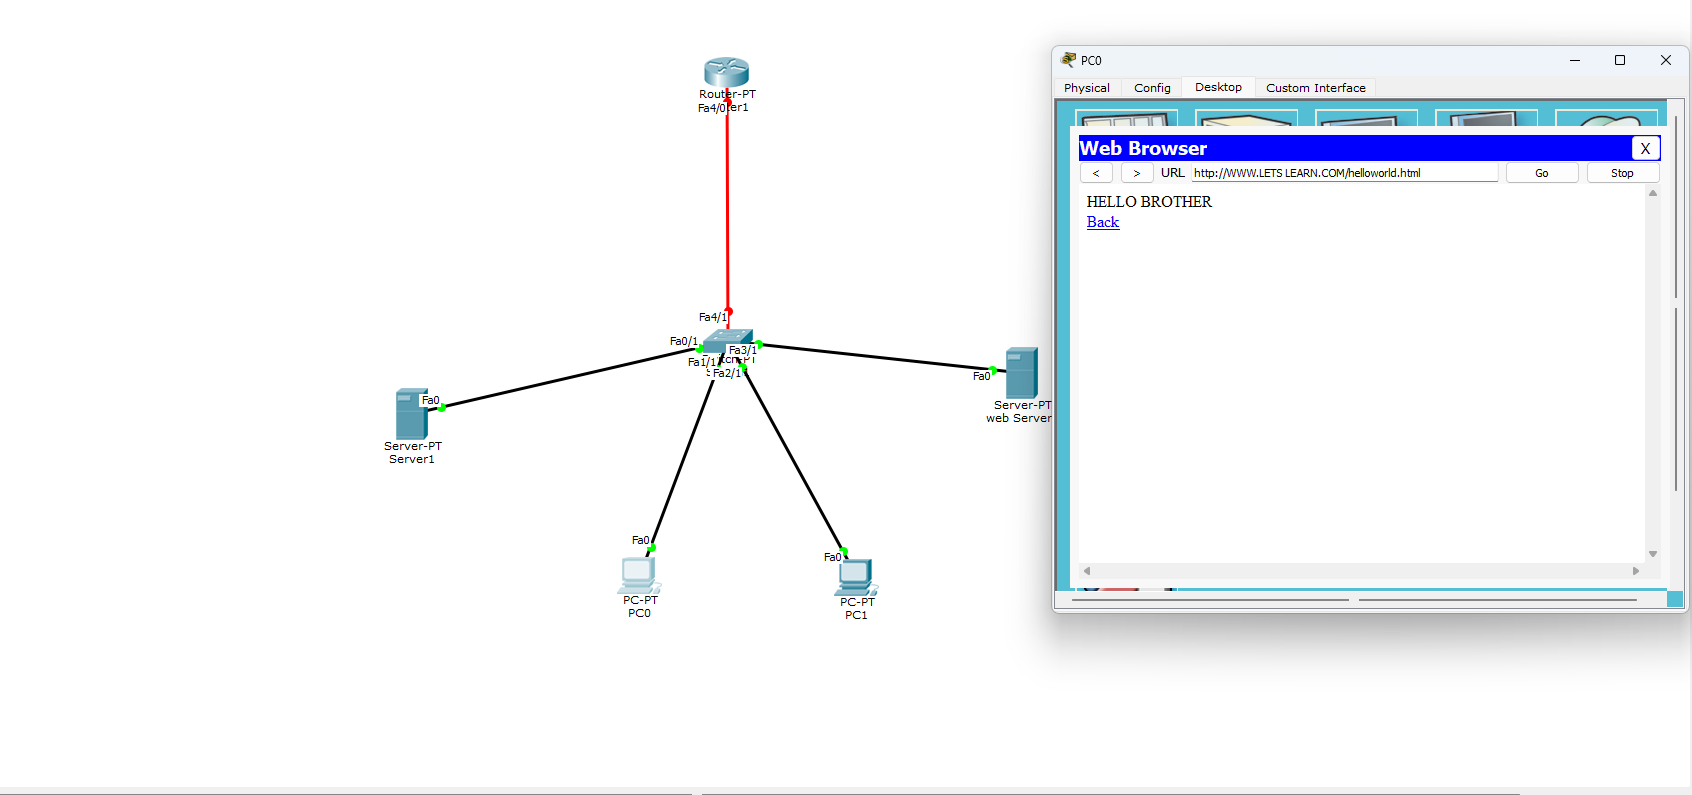 Router-PT
Fa4/0
er1
Fa4/1
Fa0/1
Fa3/1
Fa1/1
Fa2/1
Fa0
Server-PT
Server1
Fa0
Server-PT
web Server
Fa0
PC-PT
PC0
Fa0
PC-PT
PC1
PC0
Physical
Config
Desktop
Custom Interface
Web Browser
X
<
>
URL
http://WWW.LETSLEARN.COM/helloworld.html
Go
Stop
HELLO BROTHER
Back